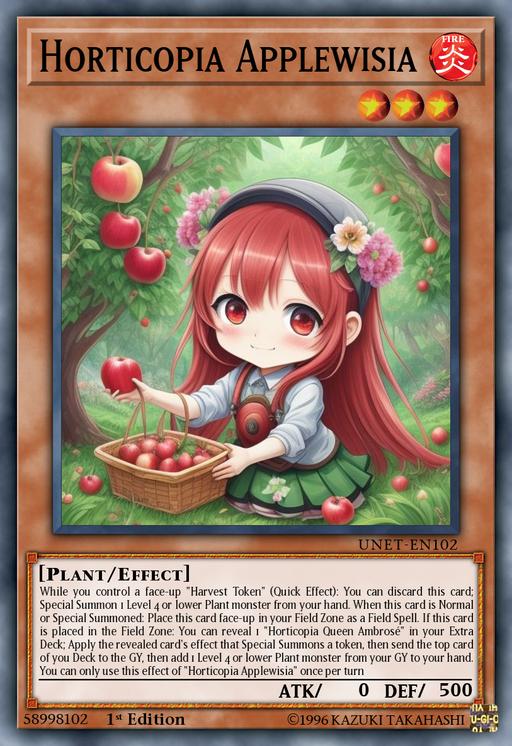 HORTICOPIA APPLEWISIA
FIRE
炎
UNET-EN102
[PLANT/EFFECT]
While you control a face-up "Harvest Token" (Quick Effect): You can discard this card;
Special Summon 1 Level 4 or lower Plant monster from your hand. When this card is Normal
or Special Summoned: Place this card face-up in your Field Zone as a Field Spell. If this card
is placed in the Field Zone: You can reveal 1 "Horticopia Queen Ambrosé" in your Extra
Deck; Apply the revealed card's effect that Special Summons a token, then send the top card
of you Deck to the GY, then add 1 Level 4 or lower Plant monster from your GY to your hand.
You can only use this effect of "Horticopia Applewisia" once per turn
ATK/ 0 DEF/ 500
58998102 1st Edition ©1996 KAZUKI TAKAHASHI